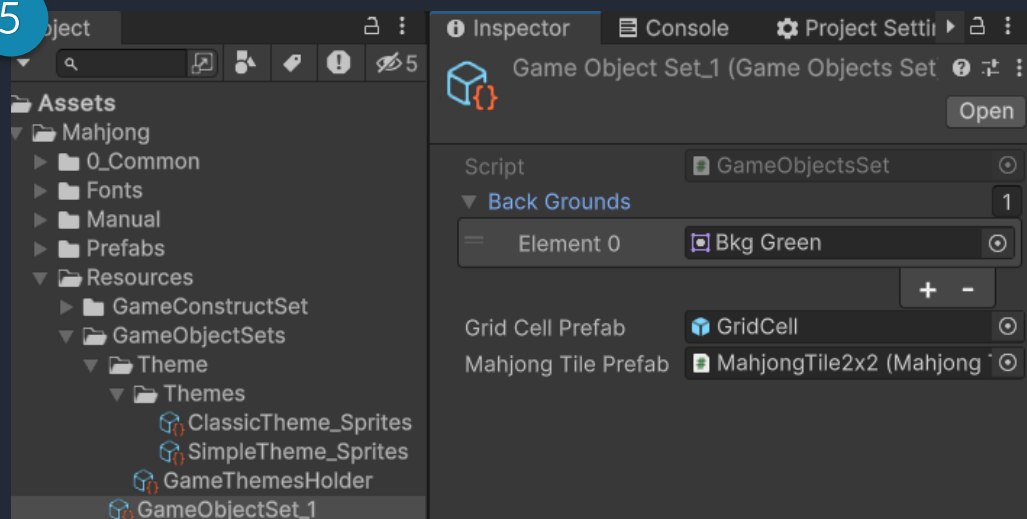 5
oject
5
Assets
Mahjong
0_Common
Fonts
Manual
Prefabs
Resources
GameConstructSet
GameObjectSets
Theme
Themes
ClassicTheme_Sprites
SimpleTheme_Sprites
GameThemesHolder
GameObjectSet_1
Inspector Console Project Settin
Game Object Set_1 (Game Objects Set
Open
Script GameObjectsSet
Back Grounds 1
Element 0 Bkg Green
+ -
Grid Cell Prefab GridCell
Mahjong Tile Prefab MahjongTile2x2 (Mahjong